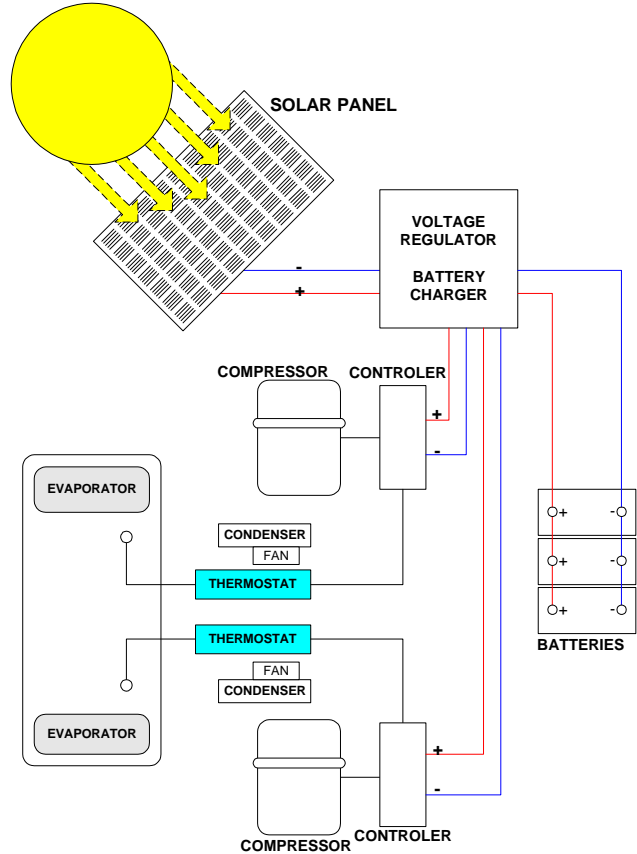 SOLAR PANEL
VOLTAGE
REGULATOR
BATTERY
CHARGER
-
+
COMPRESSOR
CONTROLER
+
-
EVAPORATOR
CONDENSER
FAN
THERMOSTAT
+ -
+ -
+ -
BATTERIES
THERMOSTAT
FAN
CONDENSER
EVAPORATOR
+
-
COMPRESSOR
CONTROLER